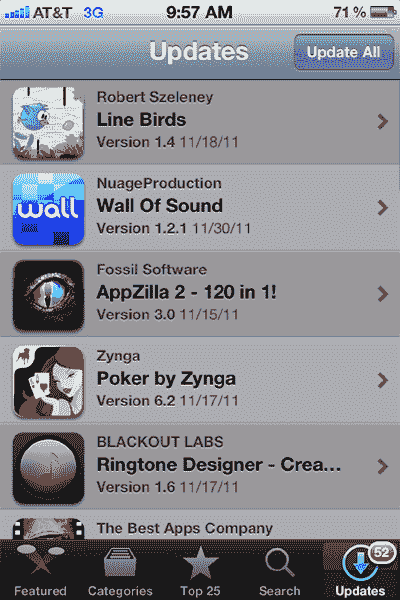 AT&T 3G 9:57 AM 71 %
Updates Update All
Robert Szeleney
Line Birds
Version 1.4 11/18/11
wall
NuageProduction
Wall Of Sound
Version 1.2.1 11/30/11
Fossil Software
AppZilla 2 - 120 in 1!
Version 3.0 11/15/11
Zynga
Poker by Zynga
Version 6.2 11/17/11
BLACKOUT LABS
Ringtone Designer - Crea...
Version 1.6 11/17/11
The Best Apps Company
52
Featured Categories Top 25 Search Updates